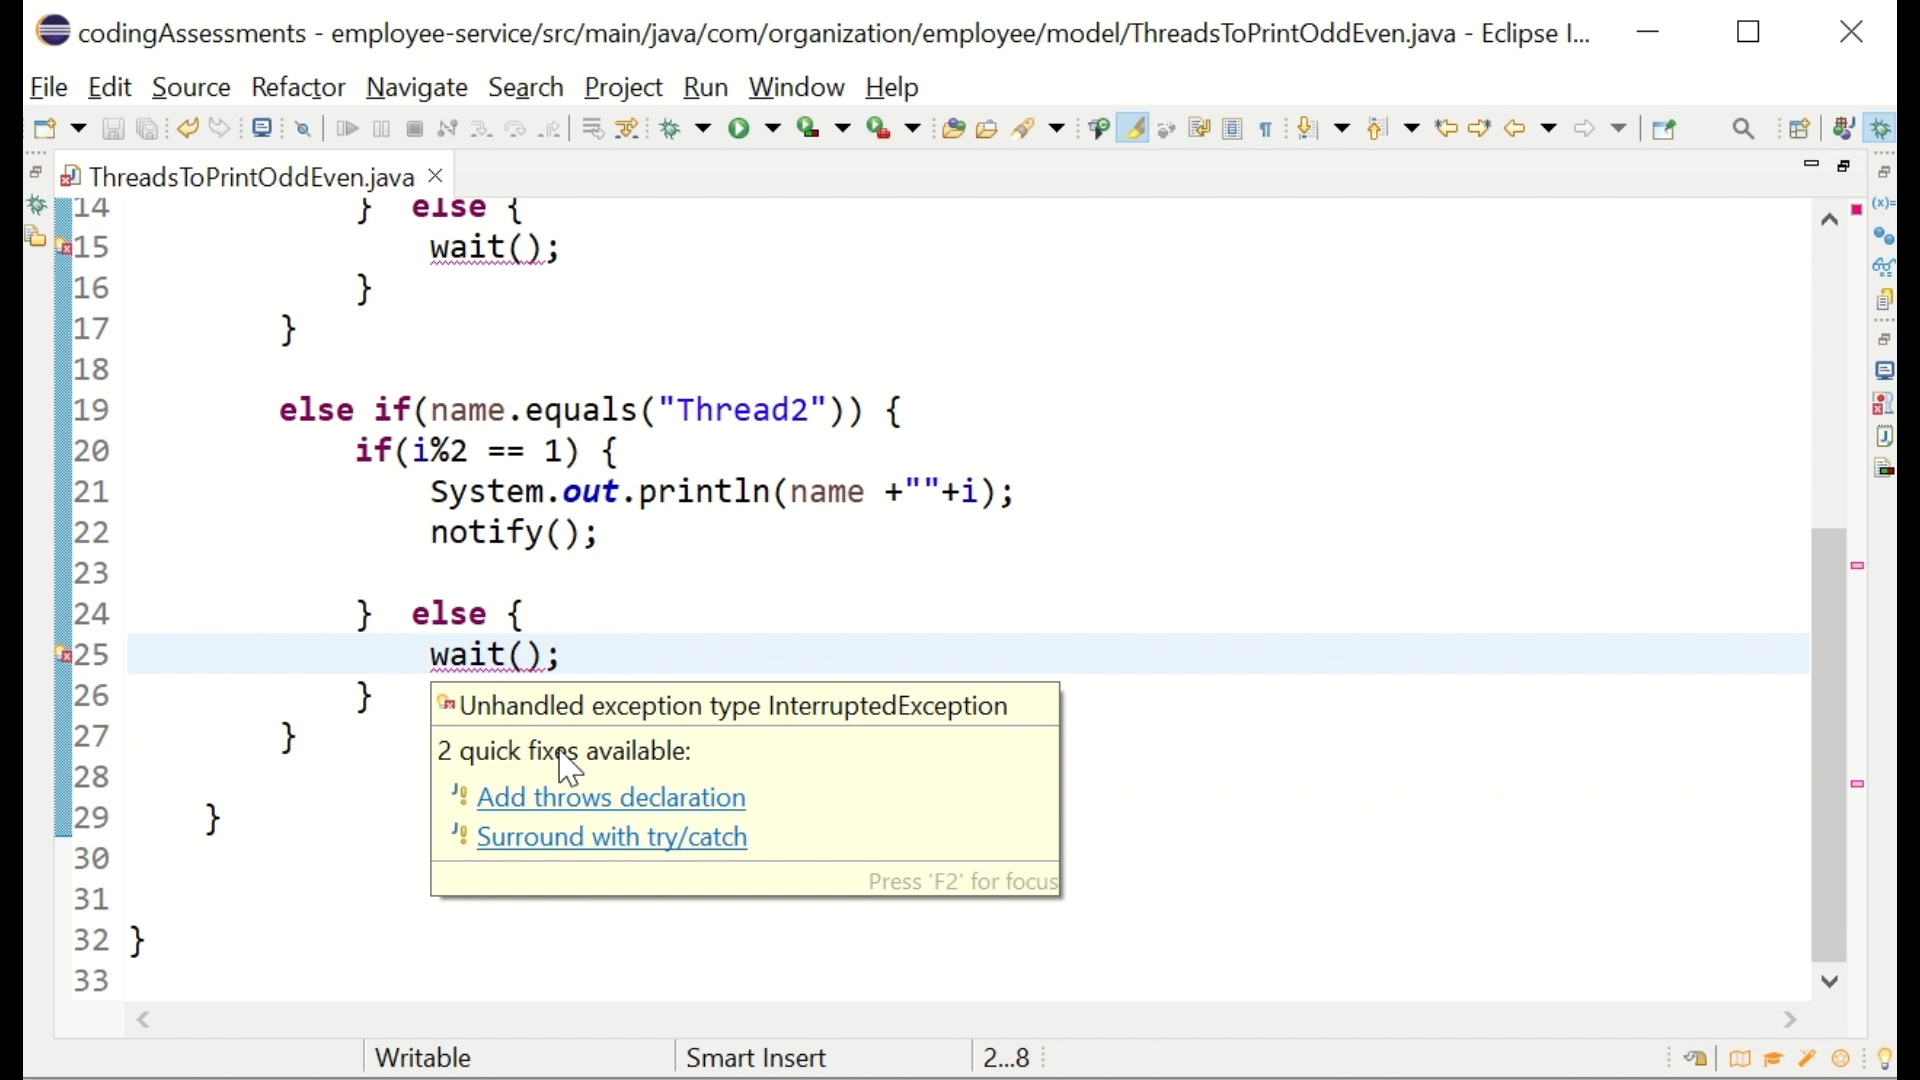 codingAssessments - employee-service/src/main/java/com/organization/employee/model/ThreadsToPrintOddEven.java - Eclipse I...
File Edit Source Refactor Navigate Search Project Run Window Help
ThreadsToPrintOddEven.java
14 } else {
15 wait();
16 }
17 }
18
19 else if(name.equals("Thread2")) {
20 if(i%2 == 1) {
21 System.out.println(name +""+i);
22 notify();
23
24 } else {
25 wait();
26 }
Unhandled exception type InterruptedException
27 }
2 quick fixes available:
28
Add throws declaration
29 }
Surround with try/catch
30
Press 'F2' for focus
31
32 }
33
Writable Smart Insert 2...8